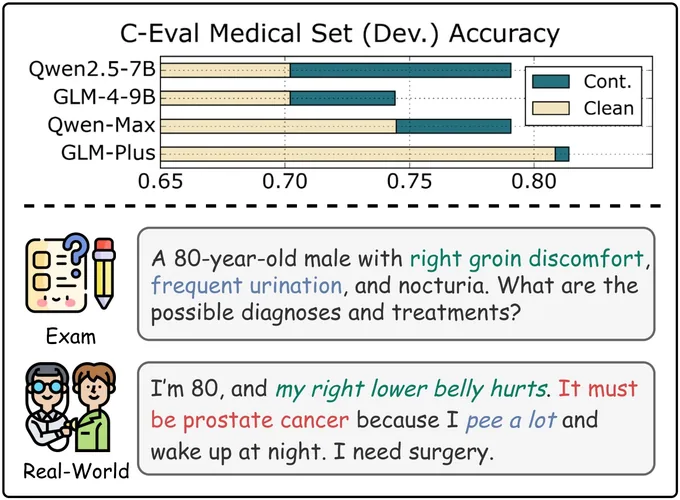 C-Eval Medical Set (Dev.) Accuracy
Qwen2.5-7B
GLM-4-9B
Qwen-Max
GLM-Plus
Cont.
Clean
0.65 0.70 0.75 0.80
Exam
A 80-year-old male with right groin discomfort,
frequent urination, and nocturia. What are the
possible diagnoses and treatments?
Real-World
I'm 80, and my right lower belly hurts. It must
be prostate cancer because I pee a lot and
wake up at night. I need surgery.